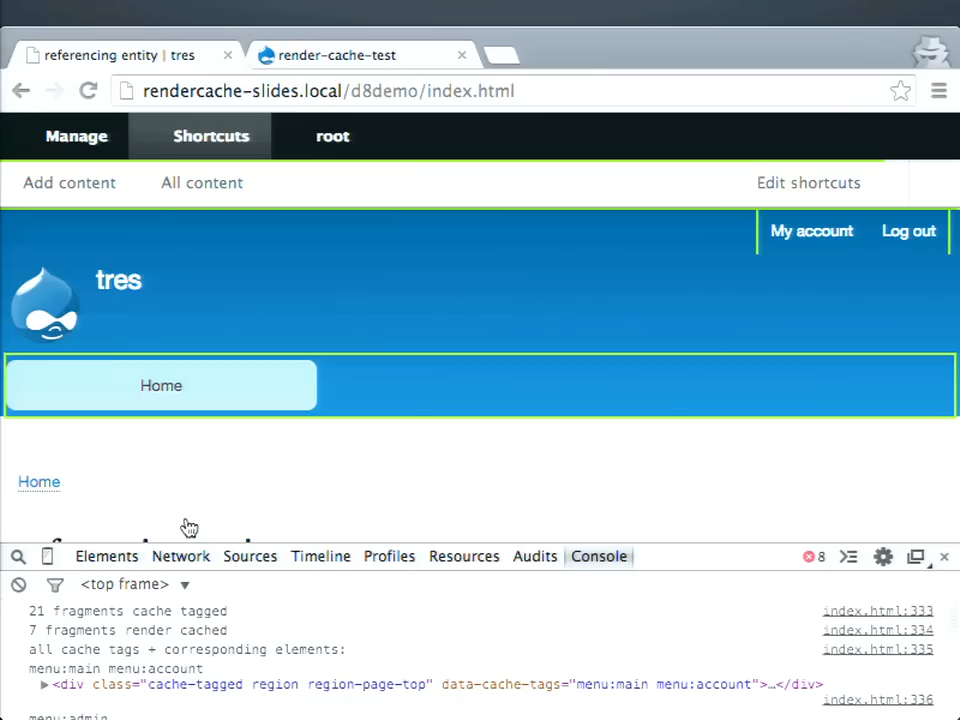 referencing entity | tres
render-cache-test
rendercache-slides.local/d8demo/index.html
Manage Shortcuts root
Add content All content Edit shortcuts
My account Log out
tres
Home
Home
Elements Network Sources Timeline Profiles Resources Audits Console 8
<top frame>
21 fragments cache tagged index.html:333
7 fragments render cached index.html:334
all cache tags + corresponding elements: index.html:335
menu:main menu:account
<div class="cache-tagged region region-page-top" data-cache-tags="menu:main menu:account">…</div>
index.html:336
menu:admin